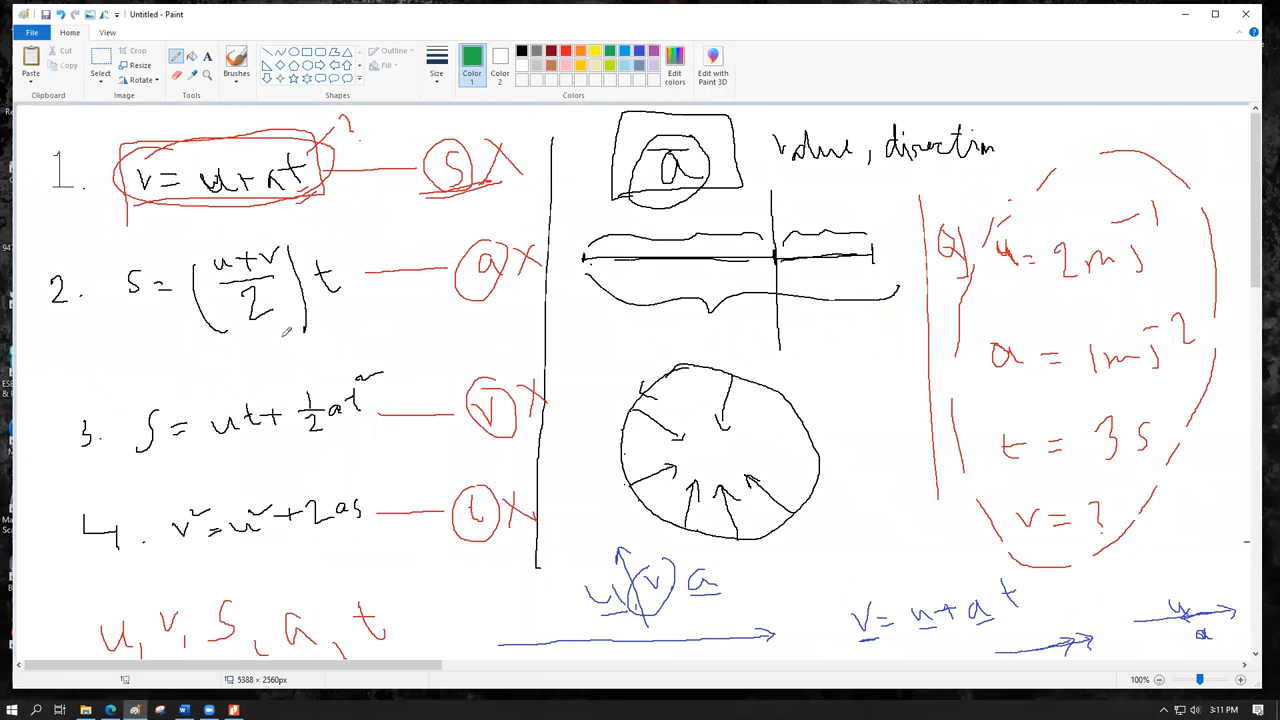 Untitled - Paint
File Home View
Paste
Cut
Copy
Clipboard
Select
Crop
Resize
Rotate
Image
Tools
Brushes
Outline
Fill
Shapes
Size
Color 1
Color 2
Edit colors
Colors
Edit with Paint 3D
1. v = u + at ? S X
2. S = (u+v/2) t a X
3. S = ut + 1/2 at² v X
4. v² = u² + 2as t X
u, v, S, a, t
a value, direction
Q, u = 2 ms⁻¹
a = 1 ms⁻²
t = 3 s
v = ?
u, v, a
v = u + a t
u
a
5388 × 2560px
100%
3:11 PM